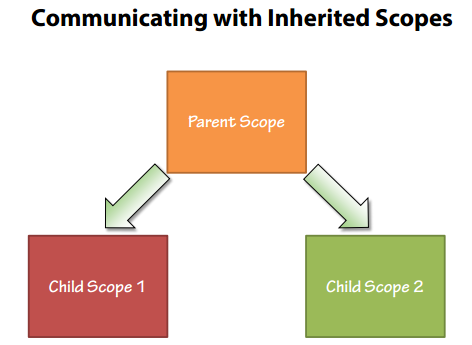 Communicating with Inherited Scopes
Parent Scope
Child Scope 1
Child Scope 2